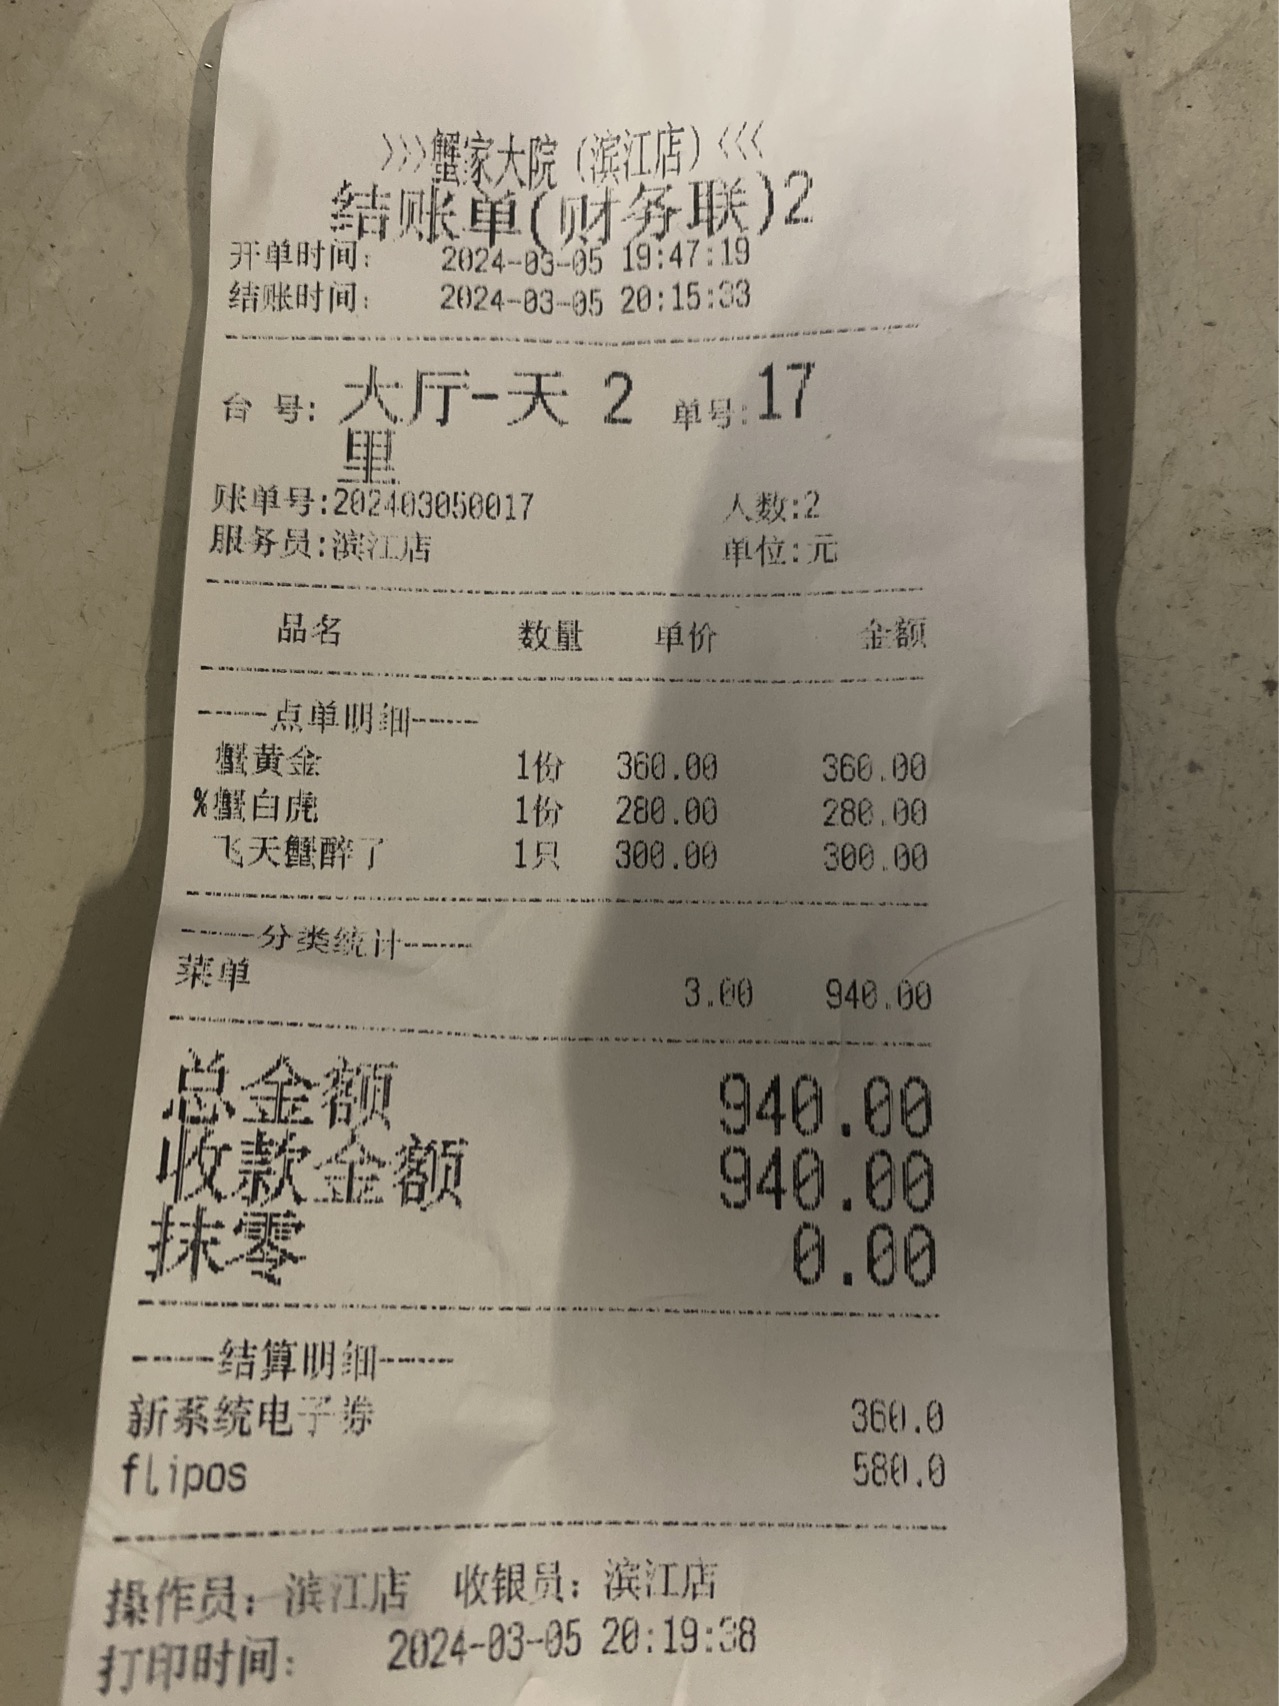 >>>蟹家大院(滨江店)<<<
结账单(财务联)2
开单时间: 2024-03-05 19:47:19
结账时间: 2024-03-05 20:15:33
台 号: 大厅-天 2 单号:17
里
账单号:202403050017 人数:2
服务员:滨江店 单位:元
品名 数量 单价 金额
-----点单明细-----
蟹黄金 1份 360.00 360.00
%蟹白虎 1份 280.00 280.00
飞天蟹醉了 1只 300.00 300.00
-----分类统计-----
菜单 3.00 940.00
总金额 940.00
收款金额 940.00
抹零 0.00
-----结算明细-----
新系统电子券 360.0
flipos 580.0
操作员: 滨江店 收银员: 滨江店
打印时间: 2024-03-05 20:19:38